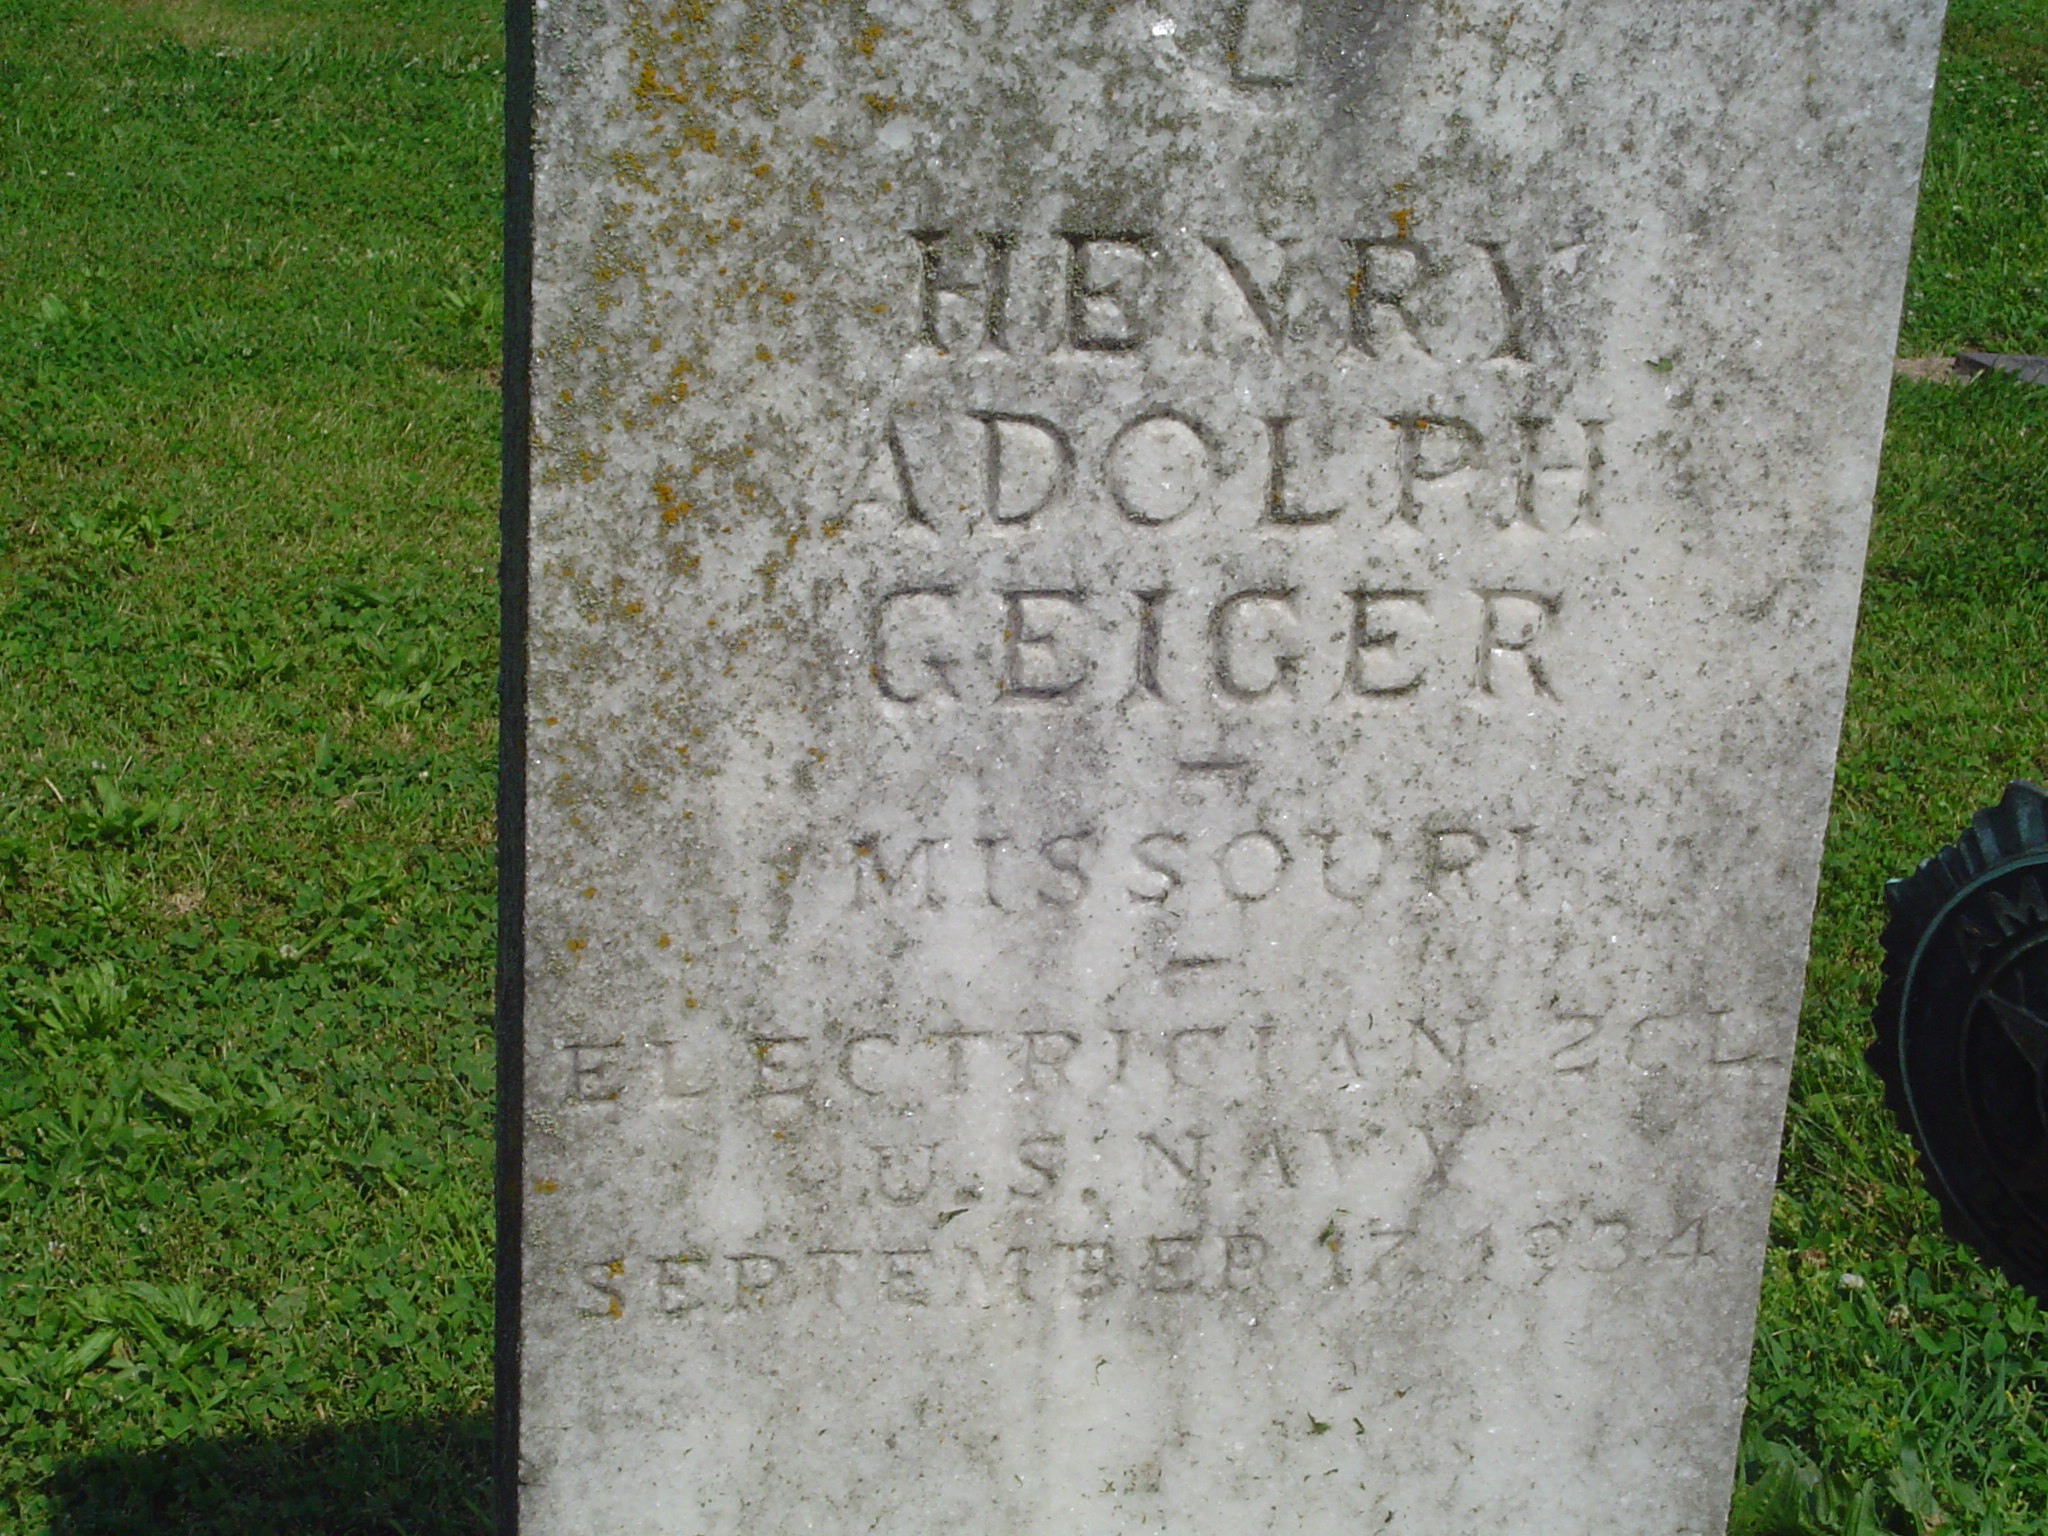 HENRY
ADOLPH
GEIGER
—
MISSOURI
—
ELECTRICIAN 2CL
U.S. NAVY
SEPTEMBER 17, 1934